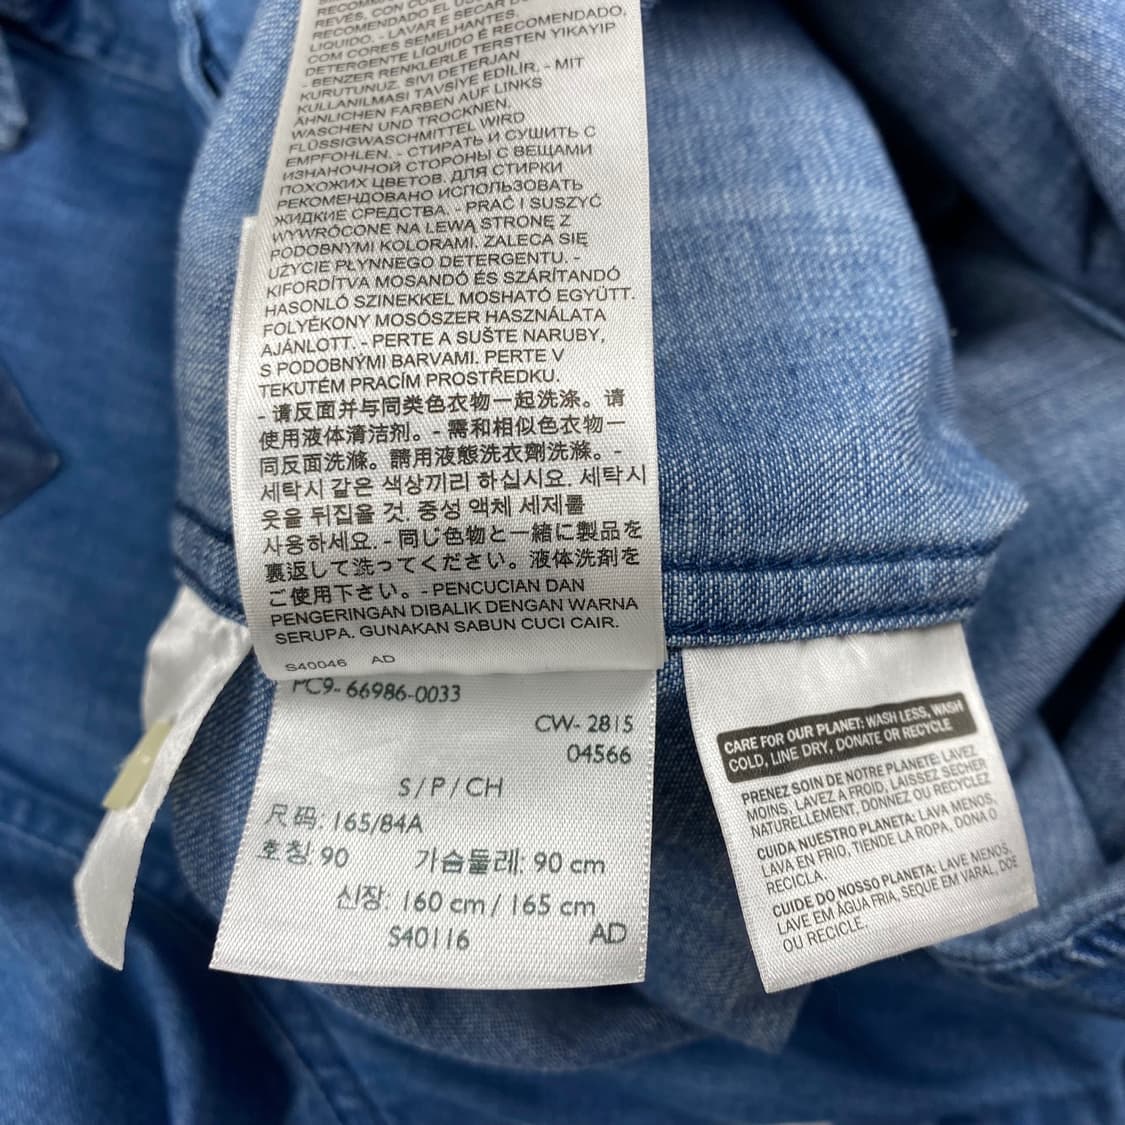 REVÉS, CON
RECOMENDADO EL
LIQUIDO. - LAVAR E SECAR DO
COM CORES SEMELHANTES.
DETERGENTE LÍQUIDO É RECOMENDADO.
- BENZER RENKLERLE TERSTEN YIKAYIP
KURUTUNUZ. SIVI DETERJAN
KULLANILMASI TAVSİYE EDİLİR. - MIT
ÄHNLICHEN FARBEN AUF LINKS
WASCHEN UND TROCKNEN.
FLÜSSIGWASCHMITTEL WIRD
EMPFOHLEN. - СТИРАТЬ И СУШИТЬ С
ИЗНАНОЧНОЙ СТОРОНЫ С ВЕЩАМИ
ПОХОЖИХ ЦВЕТОВ. ДЛЯ СТИРКИ
РЕКОМЕНДОВАНО ИСПОЛЬЗОВАТЬ
ЖИДКИЕ СРЕДСТВА. - PRAĆ I SUSZYĆ
WYWRÓCONE NA LEWĄ STRONĘ Z
PODOBNYMI KOLORAMI. ZALECA SIĘ
UŻYCIE PŁYNNEGO DETERGENTU. -
KIFORDÍTVA MOSANDÓ ÉS SZÁRÍTANDÓ
HASONLÓ SZINEKKEL MOSHATÓ EGYÜTT.
FOLYÉKONY MOSÓSZER HASZNÁLATA
AJÁNLOTT. - PERTE A SUŠTE NARUBY,
S PODOBNÝMI BARVAMI. PERTE V
TEKUTÉM PRACÍM PROSTŘEDKU.
- 请反面并与同类色衣物一起洗涤。请
使用液体清洁剂。- 需和相似色衣物一
同反面洗滌。請用液態洗衣劑洗滌。-
세탁시 같은 색상끼리 하십시요. 세탁시
옷을 뒤집을 것. 중성 액체 세제를
사용하세요. - 同じ色物と一緒に製品を
裏返して洗ってください。液体洗剤を
ご使用下さい。- PENCUCIAN DAN
PENGERINGAN DIBALIK DENGAN WARNA
SERUPA. GUNAKAN SABUN CUCI CAIR.
S40046 AD
PC9- 66986-0033
CW- 2815
04566
S / P / CH
尺码: 165/84A
호칭 90 가슴둘레: 90 cm
신장: 160 cm / 165 cm
S40116 AD
CARE FOR OUR PLANET: WASH LESS, WASH
COLD, LINE DRY, DONATE OR RECYCLE
PRENEZ SOIN DE NOTRE PLANETE: LAVEZ
MOINS, LAVEZ A FROID, LAISSEZ SECHER
NATURELLEMENT, DONNEZ OU RECYCLEZ
CUIDA NUESTRO PLANETA: LAVA MENOS,
LAVA EN FRIO, TIENDE LA ROPA, DONA O
RECICLA.
CUIDE DO NOSSO PLANETA: LAVE MENOS,
LAVE EM ÁGUA FRIA, SEQUE EM VARAL, DOE
OU RECICLE.